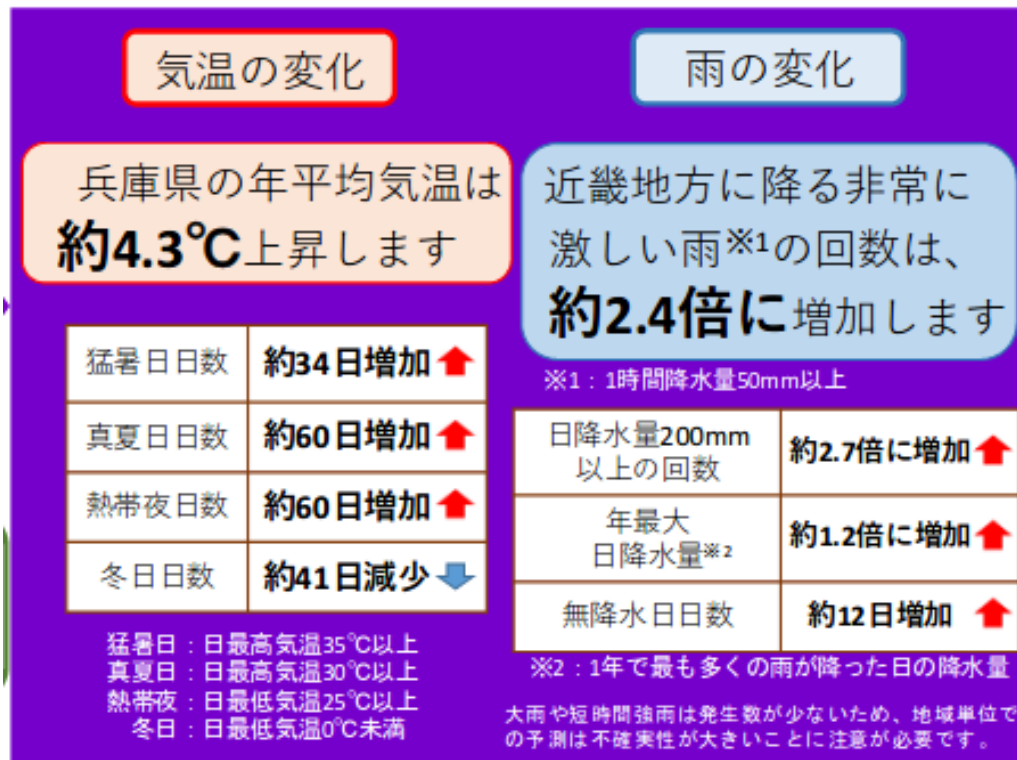 気温の変化
兵庫県の年平均気温は
約4.3℃上昇します
猛暑日日数 約34日増加
真夏日日数 約60日増加
熱帯夜日数 約60日増加
冬日日数 約41日減少
猛暑日：日最高気温35℃以上
真夏日：日最高気温30℃以上
熱帯夜：日最低気温25℃以上
冬日：日最低気温0℃未満
雨の変化
近畿地方に降る非常に
激しい雨※1の回数は、
約2.4倍に増加します
※1：1時間降水量50mm以上
日降水量200mm
以上の回数 約2.7倍に増加
年最大
日降水量※2 約1.2倍に増加
無降水日日数 約12日増加
※2：1年で最も多くの雨が降った日の降水量
大雨や短時間強雨は発生数が少ないため、地域単位で
の予測は不確実性が大きいことに注意が必要です。